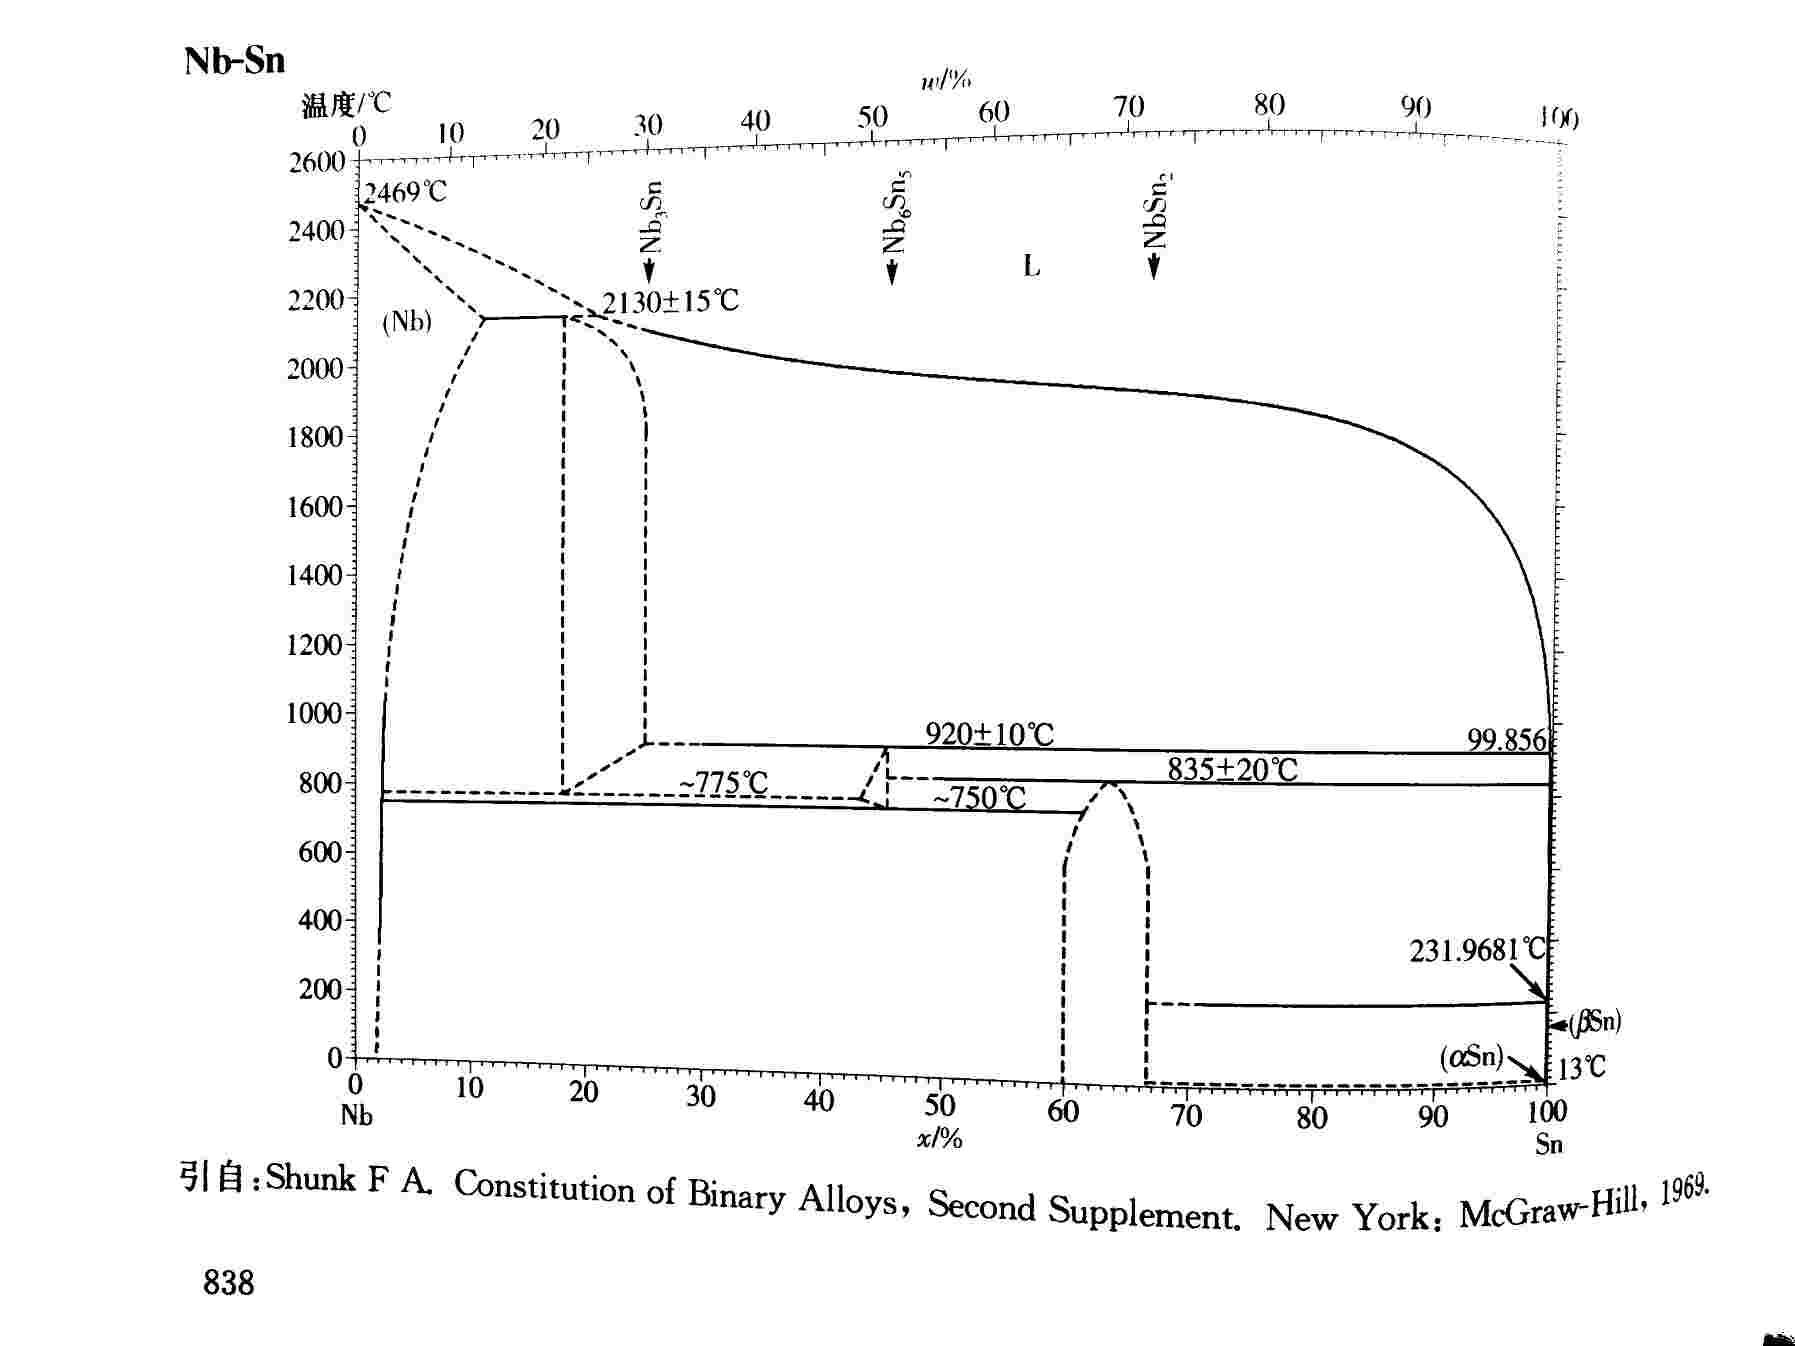 Nb-Sn
w/%
温度/℃
0 10 20 30 40 50 60 70 80 90 100
2600
2469℃
Nb₃Sn
Nb₆Sn₅
NbSn₂
2400
L
2200
2130±15℃
(Nb)
2000
1800
1600
1400
1200
1000
920±10℃
99.856
800
~775℃
835±20℃
~750℃
600
400
231.9681℃
200
(βSn)
(αSn)
13℃
0
0 10 20 30 40 50 60 70 80 90 100
Nb
x/%
Sn
引自:Shunk F A. Constitution of Binary Alloys, Second Supplement. New York: McGraw-Hill, 1969.
838